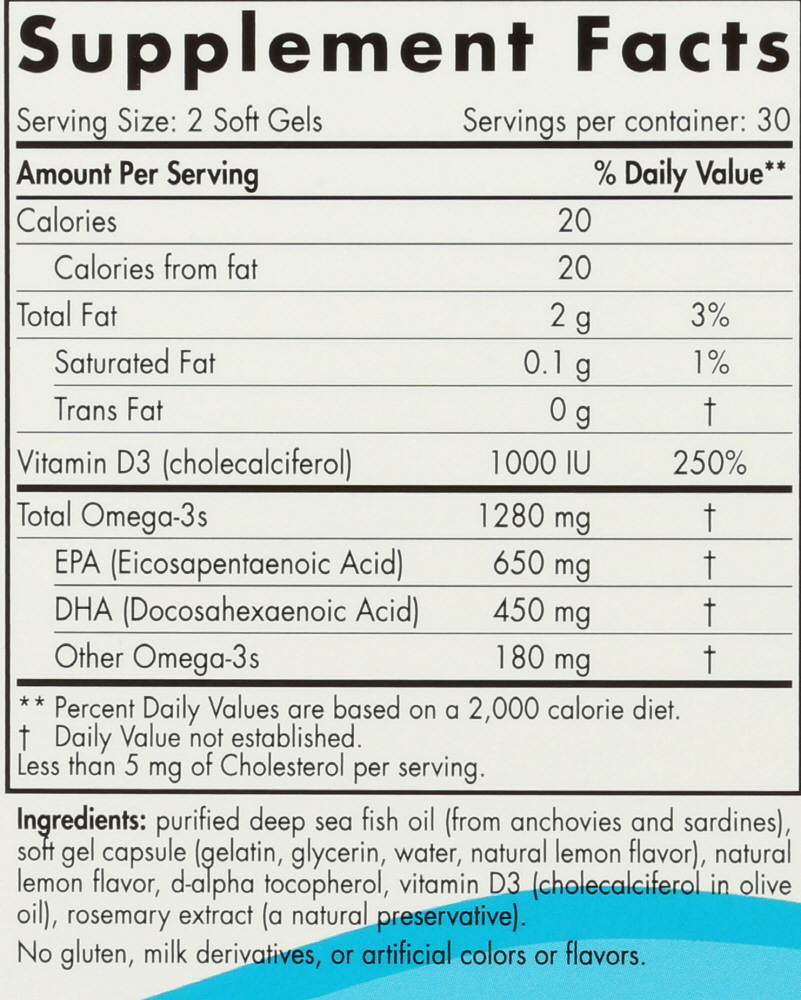 Supplement Facts
Serving Size: 2 Soft Gels Servings per container: 30
Amount Per Serving % Daily Value**
Calories 20
Calories from fat 20
Total Fat 2 g 3%
Saturated Fat 0.1 g 1%
Trans Fat 0 g †
Vitamin D3 (cholecalciferol) 1000 IU 250%
Total Omega-3s 1280 mg †
EPA (Eicosapentaenoic Acid) 650 mg †
DHA (Docosahexaenoic Acid) 450 mg †
Other Omega-3s 180 mg †
** Percent Daily Values are based on a 2,000 calorie diet.
† Daily Value not established.
Less than 5 mg of Cholesterol per serving.
Ingredients: purified deep sea fish oil (from anchovies and sardines),
soft gel capsule (gelatin, glycerin, water, natural lemon flavor), natural
lemon flavor, d-alpha tocopherol, vitamin D3 (cholecalciferol in olive
oil), rosemary extract (a natural preservative).
No gluten, milk derivatives, or artificial colors or flavors.